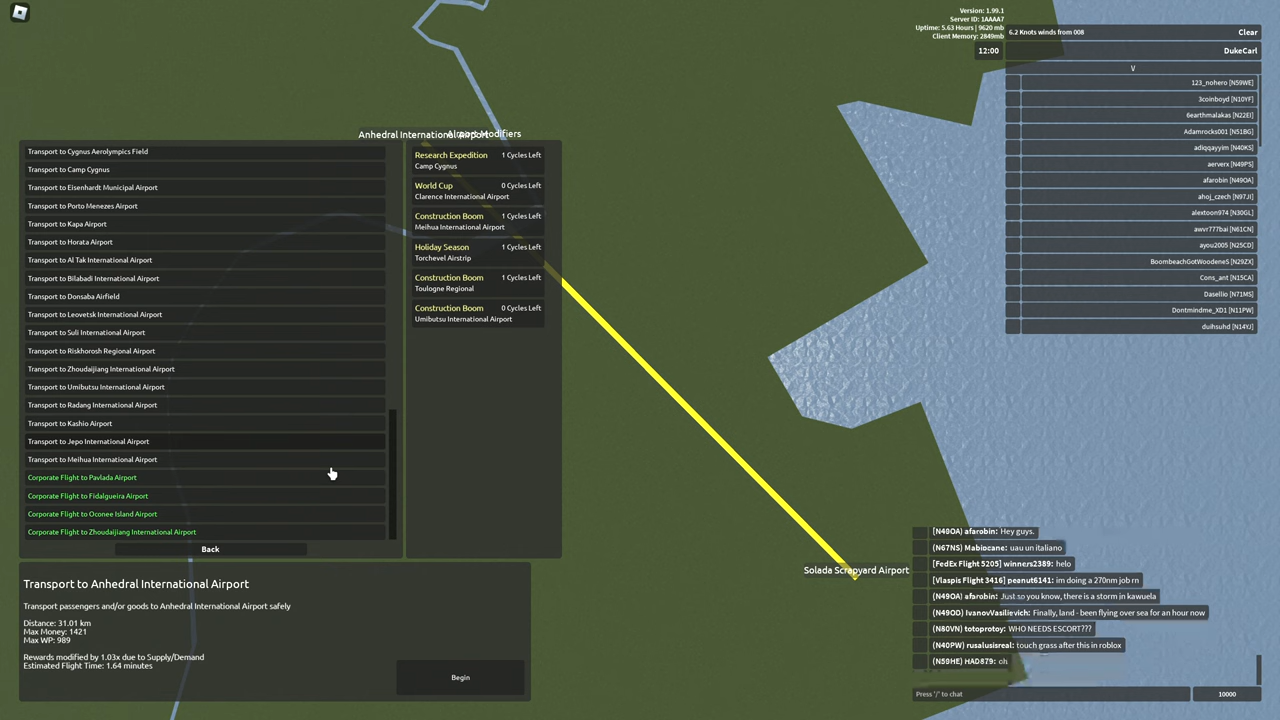 Version: 1.99.1
Server ID: 1AAAA7
Uptime: 5.63 Hours | 9620 mb
Client Memory: 2849mb
12:00
6.2 Knots winds from 008
Clear
DukeCarl
V
123_nohero [N59WE]
3coinboyd [N10YF]
6earthmalakas [N22EI]
Adamrocks001 [N51BG]
adiqqayyim [N40KS]
aerverx [N49PS]
afarobin [N49OA]
ahoj_czech [N97JI]
alextoon974 [N30GL]
awvr777bai [N61CN]
ayou2005 [N25CD]
BoombeachGotWoodeneS [N29ZX]
Cons_ant [N15CA]
Dasellio [N71MS]
Dontmindme_XD1 [N11PW]
duihsuhd [N14YJ]
Anhedral International Airport
Airport Modifiers
Transport to Cygnus Aerolympics Field
Transport to Camp Cygnus
Transport to Eisenhardt Municipal Airport
Transport to Porto Menezes Airport
Transport to Kapa Airport
Transport to Horata Airport
Transport to Al Tak International Airport
Transport to Bilabadi International Airport
Transport to Donsaba Airfield
Transport to Leovetsk International Airport
Transport to Suli International Airport
Transport to Riskhorosh Regional Airport
Transport to Zhoudaijiang International Airport
Transport to Umibutsu International Airport
Transport to Radang International Airport
Transport to Kashio Airport
Transport to Jepo International Airport
Transport to Meihua International Airport
Corporate Flight to Pavlada Airport
Corporate Flight to Fidalgueira Airport
Corporate Flight to Oconee Island Airport
Corporate Flight to Zhoudaijiang International Airport
Back
Research Expedition 1 Cycles Left
Camp Cygnus
World Cup 0 Cycles Left
Clarence International Airport
Construction Boom 1 Cycles Left
Meihua International Airport
Holiday Season 1 Cycles Left
Torchevel Airstrip
Construction Boom 1 Cycles Left
Toulogne Regional
Construction Boom 0 Cycles Left
Umibutsu International Airport
Transport to Anhedral International Airport
Transport passengers and/or goods to Anhedral International Airport safely
Distance: 31.01 km
Max Money: 1421
Max WP: 989
Rewards modified by 1.03x due to Supply/Demand
Estimated Flight Time: 1.64 minutes
Begin
Solada Scrapyard Airport
[N49OA] afarobin: Hey guys.
(N67NS) Mabiocane: uau un italiano
[FedEx Flight 5205] winners2389: helo
[Vlaspis Flight 3416] peanut6141: im doing a 270nm job rn
(N49OA) afarobin: Just so you know, there is a storm in kawuela
(N49OD) IvanovVasilievich: Finally, land - been flying over sea for an hour now
(N80VN) totoprotoy: WHO NEEDS ESCORT???
(N40PW) rusalusisreal: touch grass after this in roblox
(N59HE) HAD879: oh
Press '/' to chat
10000